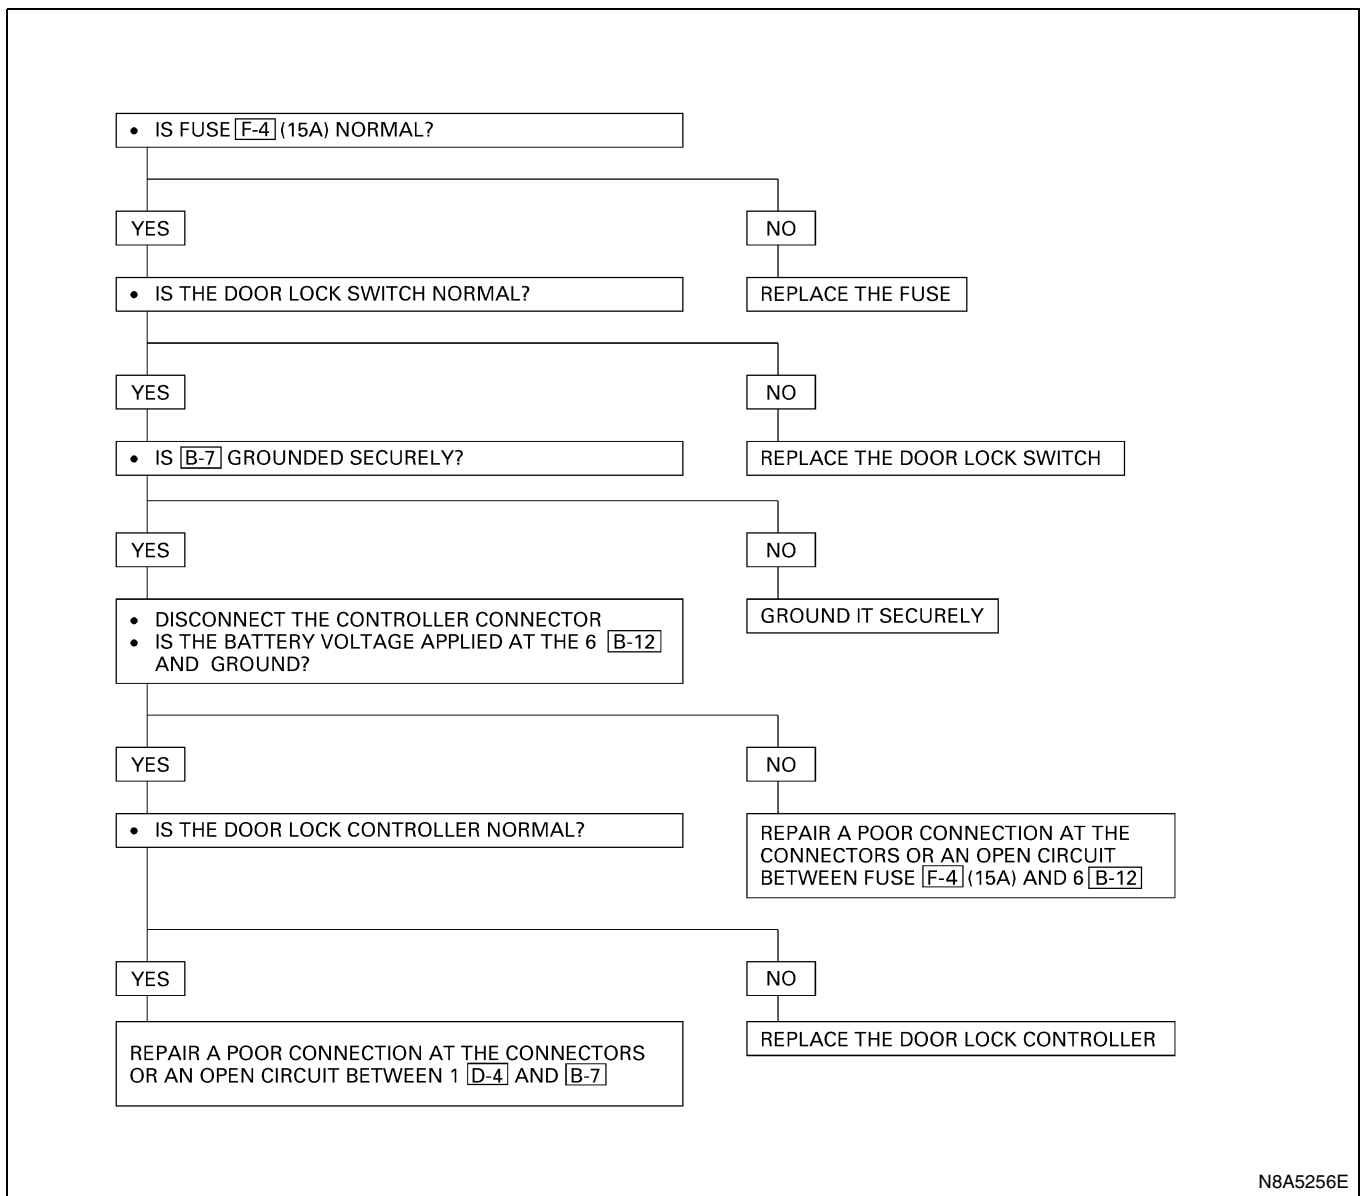 • IS FUSE F-4 (15A) NORMAL?
YES
NO
• IS THE DOOR LOCK SWITCH NORMAL?
REPLACE THE FUSE
YES
NO
• IS B-7 GROUNDED SECURELY?
REPLACE THE DOOR LOCK SWITCH
YES
NO
• DISCONNECT THE CONTROLLER CONNECTOR
• IS THE BATTERY VOLTAGE APPLIED AT THE 6 B-12
AND GROUND?
GROUND IT SECURELY
YES
NO
• IS THE DOOR LOCK CONTROLLER NORMAL?
REPAIR A POOR CONNECTION AT THE
CONNECTORS OR AN OPEN CIRCUIT
BETWEEN FUSE F-4 (15A) AND 6 B-12
YES
NO
REPAIR A POOR CONNECTION AT THE CONNECTORS
OR AN OPEN CIRCUIT BETWEEN 1 D-4 AND B-7
REPLACE THE DOOR LOCK CONTROLLER
N8A5256E